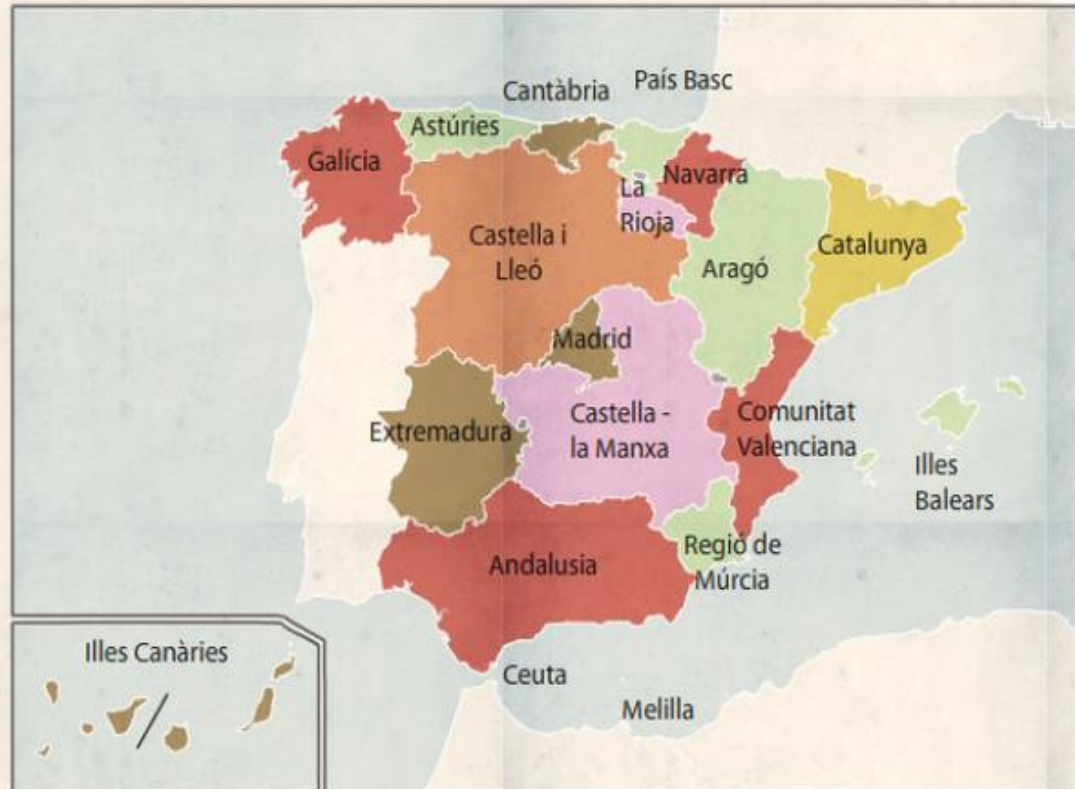 País Basc
Cantàbria
Astúries
Galícia
Navarra
La
Rioja
Castella i
Lleó
Catalunya
Aragó
Madrid
Castella -
la Manxa
Comunitat
Valenciana
Extremadura
Illes
Balears
Regió de
Múrcia
Andalusia
Illes Canàries
Ceuta
Melilla